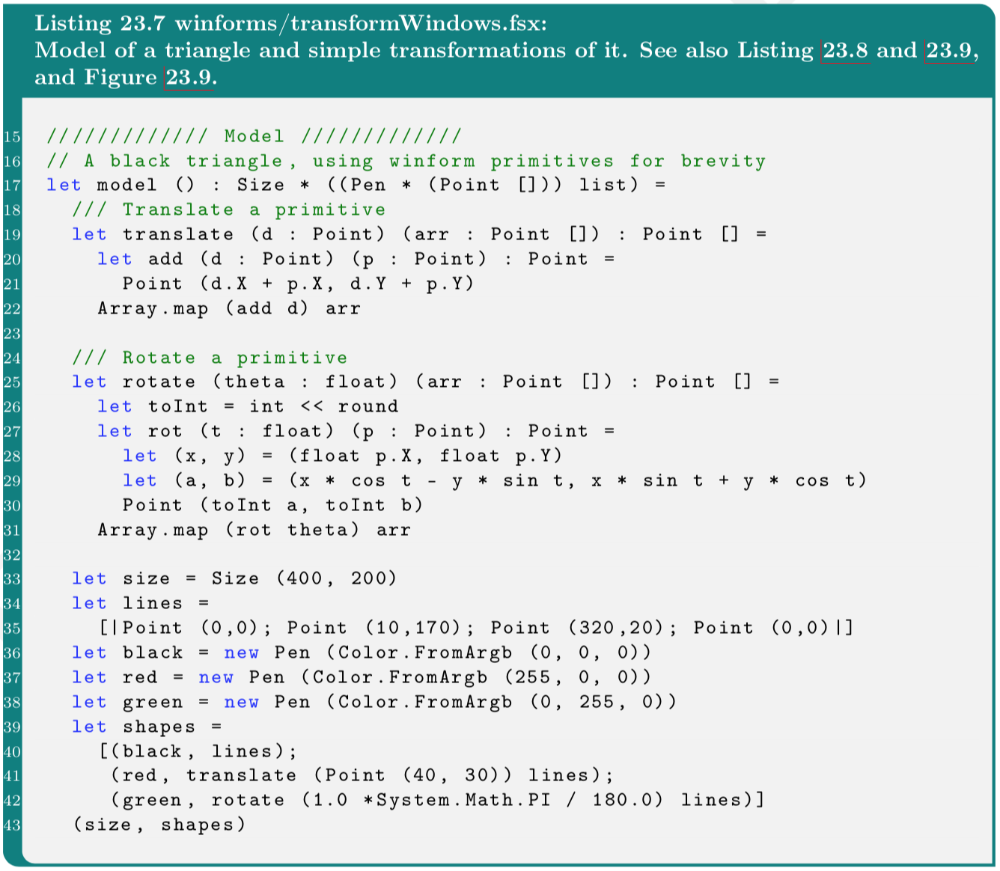 Listing 23.7 winforms/transformWindows.fsx:
Model of a triangle and simple transformations of it. See also Listing 23.8 and 23.9,
and Figure 23.9.
15 ///////////// Model /////////////
16 // A black triangle, using winform primitives for brevity
17 let model () : Size * ((Pen * (Point [])) list) =
18   /// Translate a primitive
19   let translate (d : Point) (arr : Point []) : Point [] =
20     let add (d : Point) (p : Point) : Point =
21       Point (d.X + p.X, d.Y + p.Y)
22     Array.map (add d) arr
23
24   /// Rotate a primitive
25   let rotate (theta : float) (arr : Point []) : Point [] =
26     let toInt = int << round
27     let rot (t : float) (p : Point) : Point =
28       let (x, y) = (float p.X, float p.Y)
29       let (a, b) = (x * cos t - y * sin t, x * sin t + y * cos t)
30       Point (toInt a, toInt b)
31     Array.map (rot theta) arr
32
33   let size = Size (400, 200)
34   let lines =
35     [|Point (0,0); Point (10,170); Point (320,20); Point (0,0)|]
36   let black = new Pen (Color.FromArgb (0, 0, 0))
37   let red = new Pen (Color.FromArgb (255, 0, 0))
38   let green = new Pen (Color.FromArgb (0, 255, 0))
39   let shapes =
40     [(black, lines);
41      (red, translate (Point (40, 30)) lines);
42      (green, rotate (1.0 *System.Math.PI / 180.0) lines)]
43   (size, shapes)